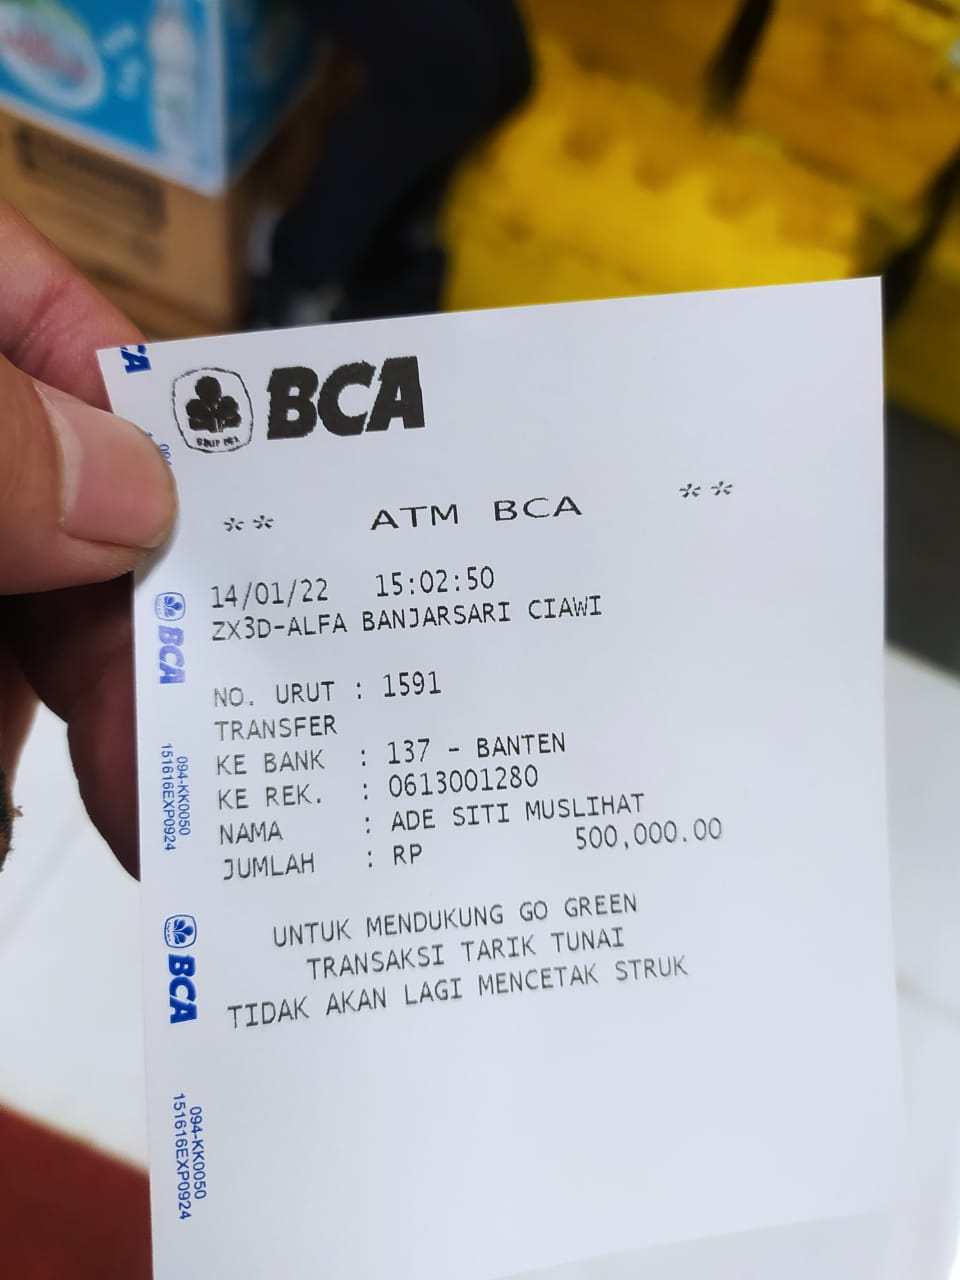 BCA
** ATM BCA **
14/01/22 15:02:50
ZX3D-ALFA BANJARSARI CIAWI
NO. URUT : 1591
TRANSFER
KE BANK : 137 - BANTEN
KE REK. : 0613001280
NAMA : ADE SITI MUSLIHAT
JUMLAH : RP 500,000.00
UNTUK MENDUKUNG GO GREEN
TRANSAKSI TARIK TUNAI
TIDAK AKAN LAGI MENCETAK STRUK
BCA
094-KK0050
151616EXP0924
BCA
094-KK0050
151616EXP0924